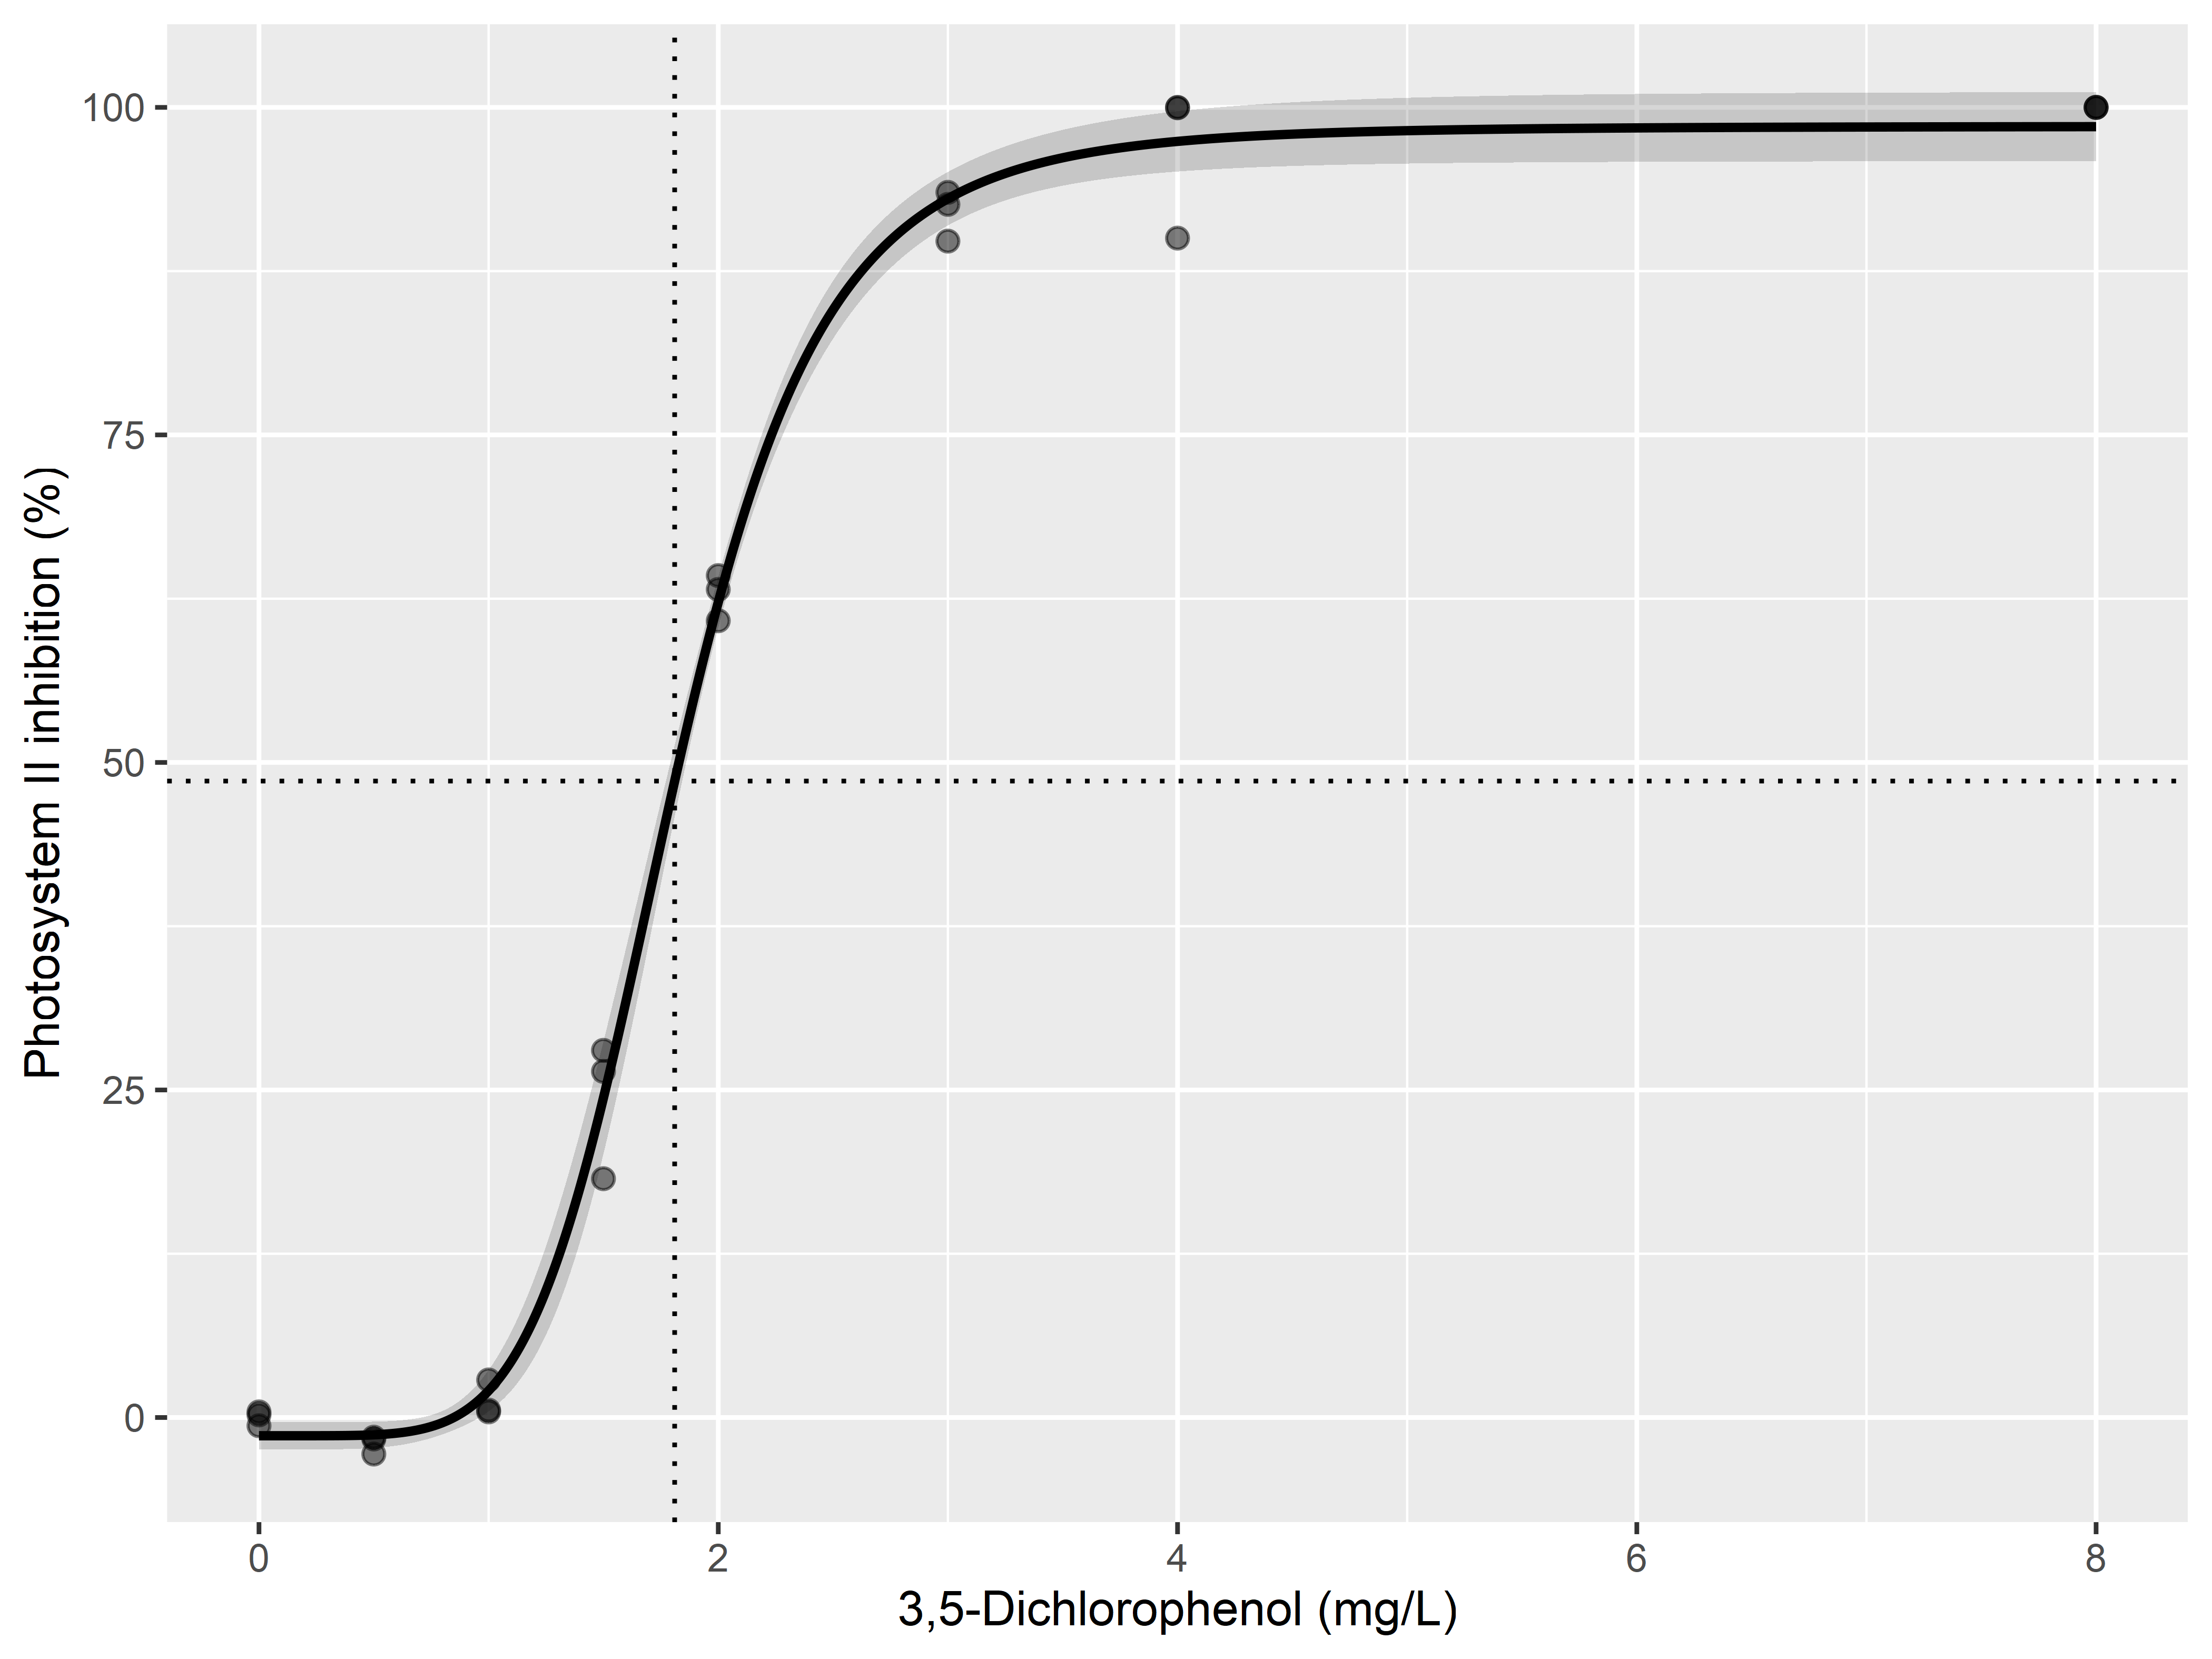 Photosystem II inhibition (%)
100
75
50
25
0
0 2 4 6 8
3,5-Dichlorophenol (mg/L)